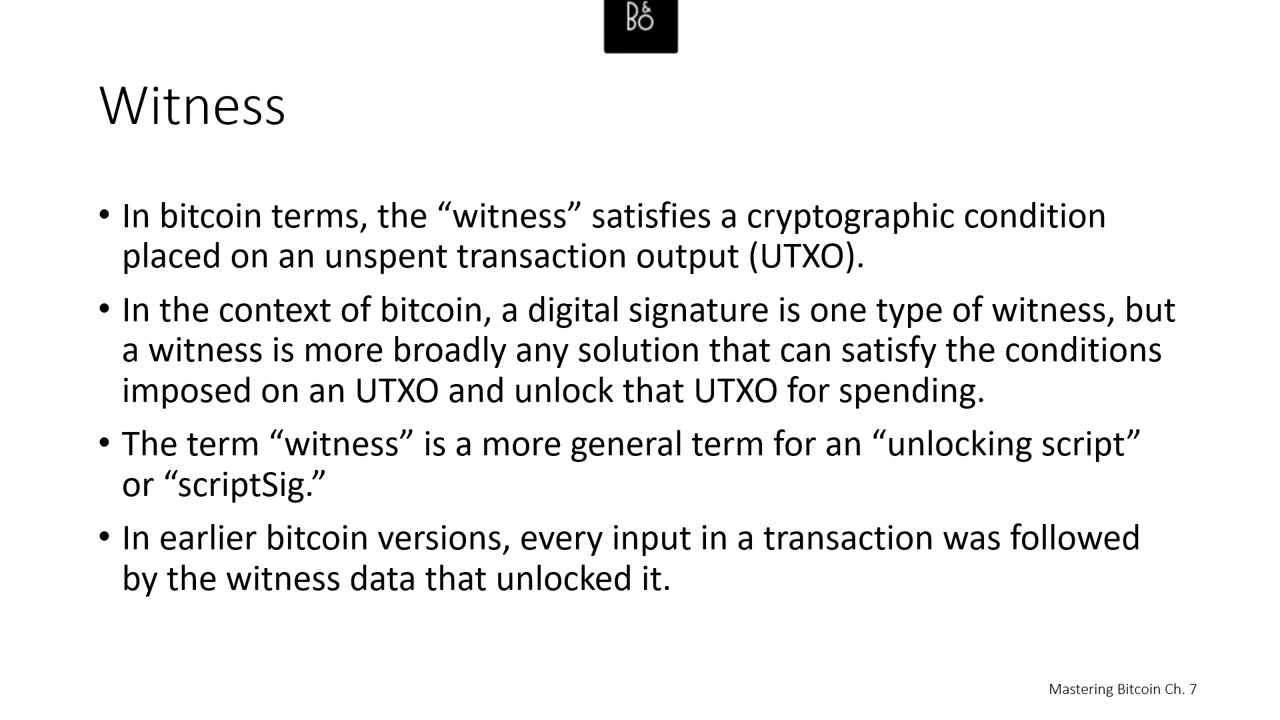 B&O
Witness
• In bitcoin terms, the “witness” satisfies a cryptographic condition
placed on an unspent transaction output (UTXO).
• In the context of bitcoin, a digital signature is one type of witness, but
a witness is more broadly any solution that can satisfy the conditions
imposed on an UTXO and unlock that UTXO for spending.
• The term “witness” is a more general term for an “unlocking script”
or “scriptSig.”
• In earlier bitcoin versions, every input in a transaction was followed
by the witness data that unlocked it.
Mastering Bitcoin Ch. 7